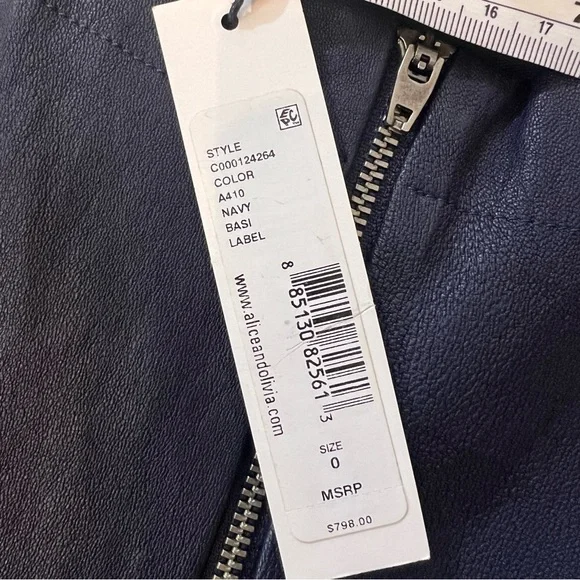 STYLE
C000124264
COLOR
A410
NAVY
BASI
LABEL
www.aliceandolivia.com
8 85130 82561 3
SIZE
0
MSRP
$798.00
16
17